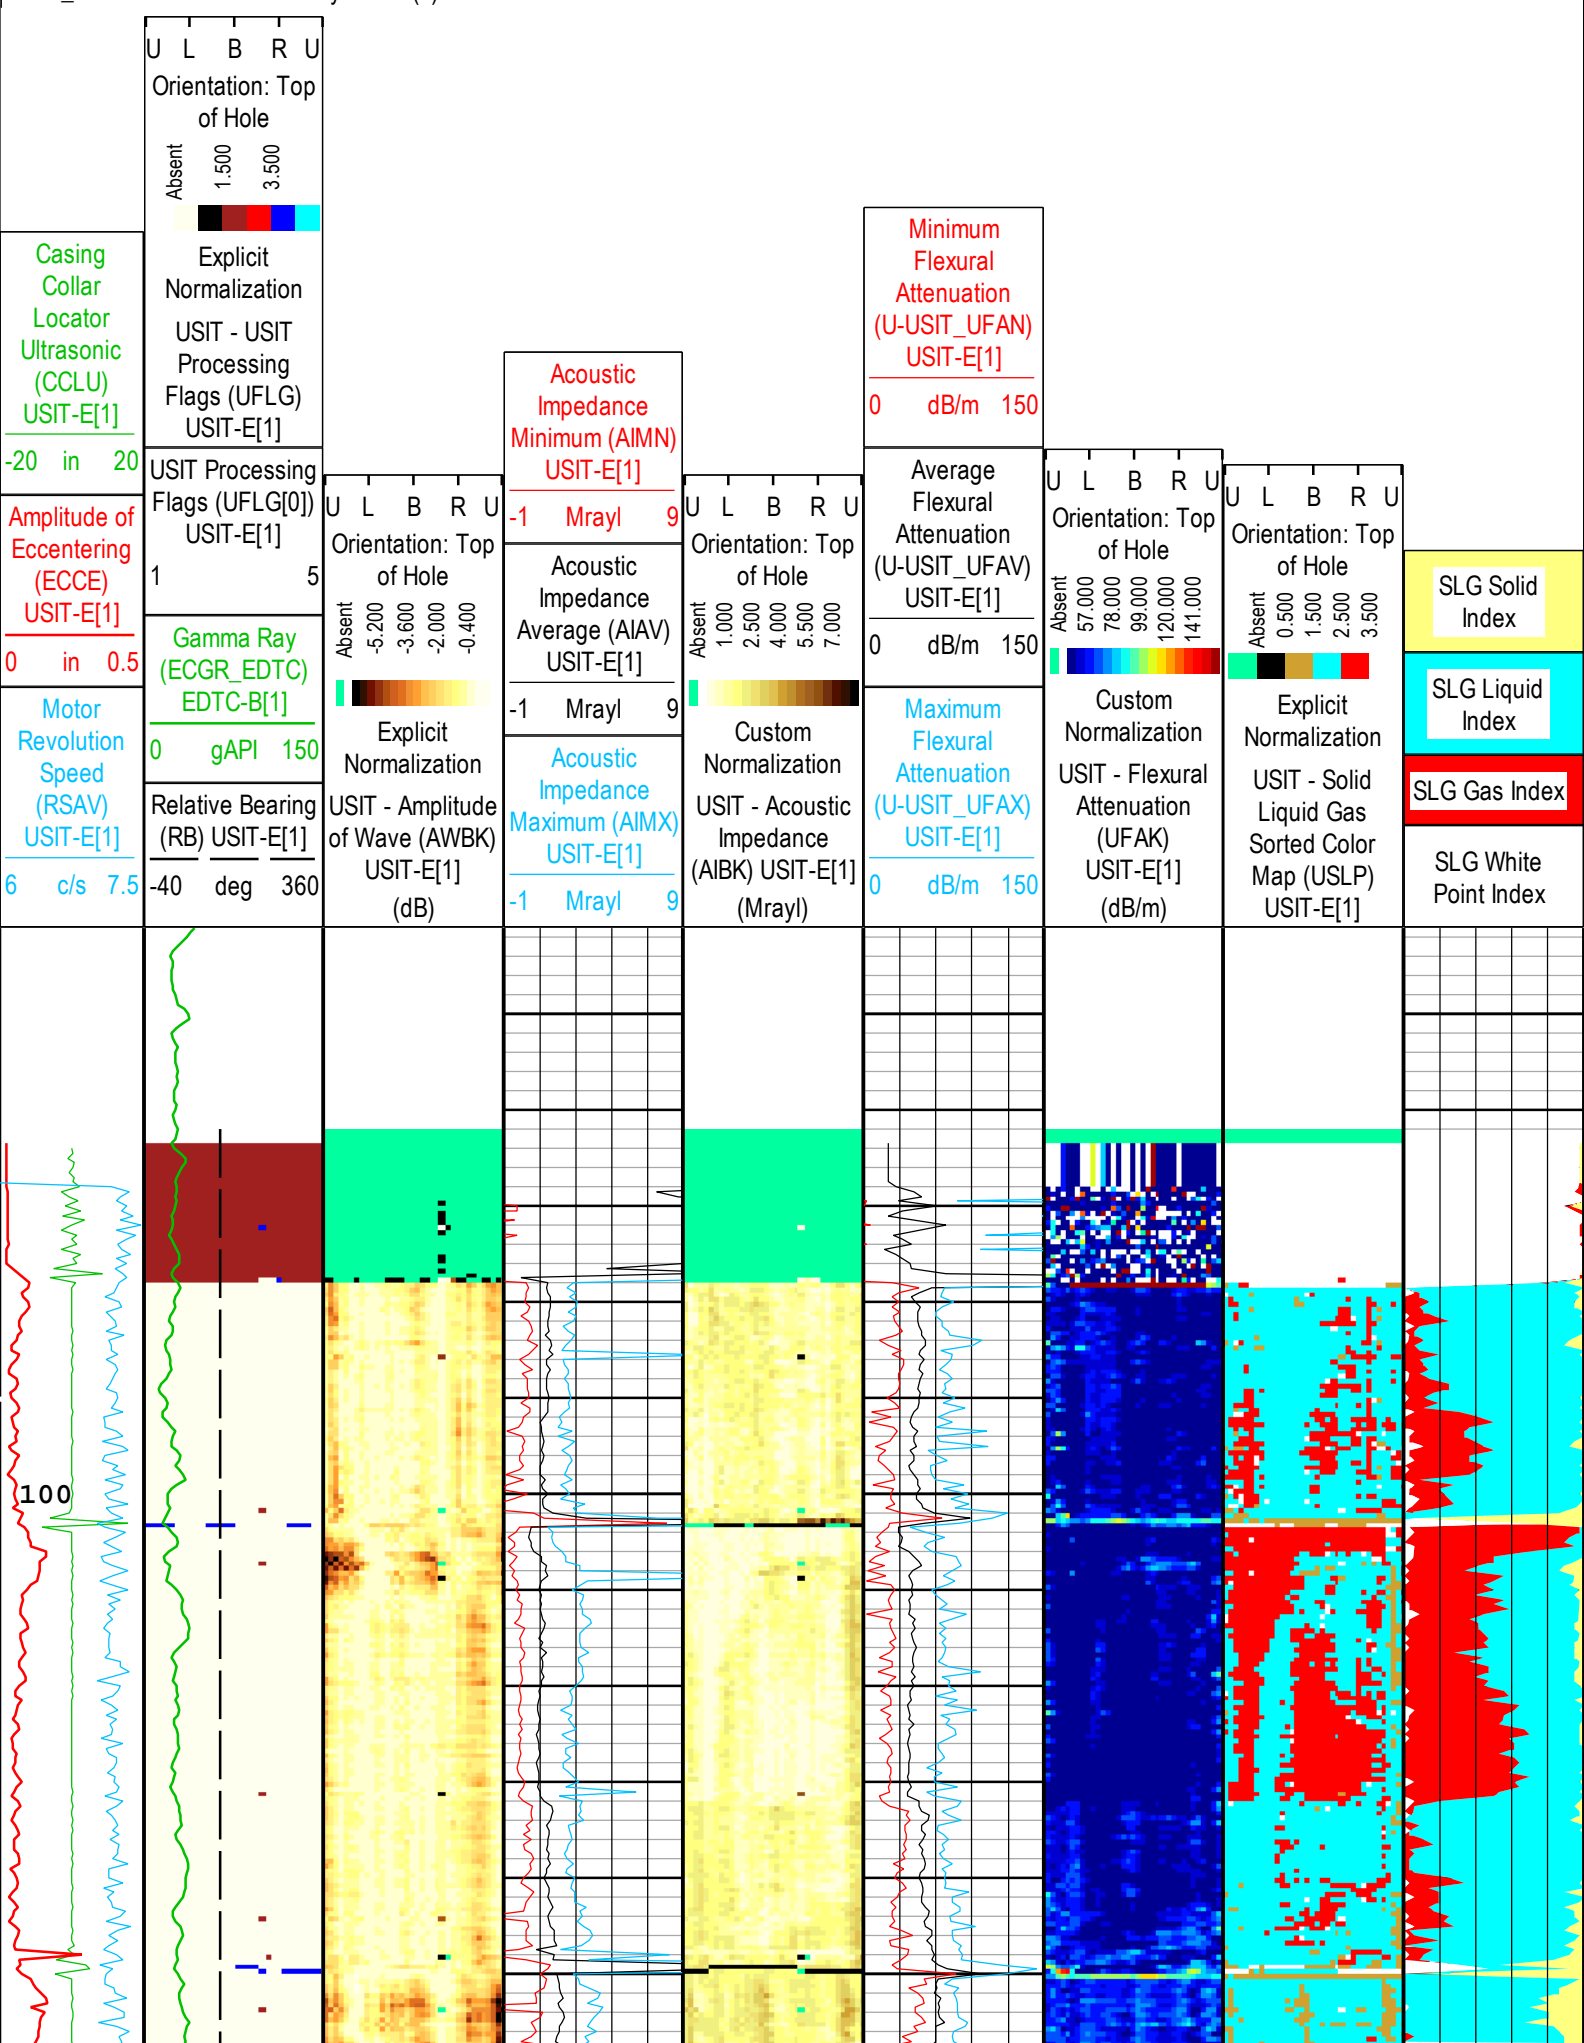 U L B R U
Orientation: Top
of Hole
Absent
1.500
3.500
Explicit
Normalization
USIT - USIT
Processing
Flags (UFLG)
USIT-E[1]
USIT Processing
Flags (UFLG[0])
USIT-E[1]
1 5
Gamma Ray
(ECGR_EDTC)
EDTC-B[1]
0 gAPI 150
Relative Bearing
(RB) USIT-E[1]
-40 deg 360
Casing
Collar
Locator
Ultrasonic
(CCLU)
USIT-E[1]
-20 in 20
Amplitude of
Eccentering
(ECCE)
USIT-E[1]
0 in 0.5
Motor
Revolution
Speed
(RSAV)
USIT-E[1]
6 c/s 7.5
U L B R U
Orientation: Top
of Hole
Absent
-5.200
-3.600
-2.000
-0.400
Explicit
Normalization
USIT - Amplitude
of Wave (AWBK)
USIT-E[1]
(dB)
Acoustic
Impedance
Minimum (AIMN)
USIT-E[1]
-1 Mrayl 9
Acoustic
Impedance
Average (AIAV)
USIT-E[1]
-1 Mrayl 9
Acoustic
Impedance
Maximum (AIMX)
USIT-E[1]
-1 Mrayl 9
U L B R U
Orientation: Top
of Hole
Absent
1.000
2.500
4.000
5.500
7.000
Custom
Normalization
USIT - Acoustic
Impedance
(AIBK) USIT-E[1]
(Mrayl)
Minimum
Flexural
Attenuation
(U-USIT_UFAN)
USIT-E[1]
0 dB/m 150
Average
Flexural
Attenuation
(U-USIT_UFAV)
USIT-E[1]
0 dB/m 150
Maximum
Flexural
Attenuation
(U-USIT_UFAX)
USIT-E[1]
0 dB/m 150
U L B R U
Orientation: Top
of Hole
Absent
57.000
78.000
99.000
120.000
141.000
Custom
Normalization
USIT - Flexural
Attenuation
(UFAK)
USIT-E[1]
(dB/m)
U L B R U
Orientation: Top
of Hole
Absent
0.500
1.500
2.500
3.500
Explicit
Normalization
USIT - Solid
Liquid Gas
Sorted Color
Map (USLP)
USIT-E[1]
SLG Solid
Index
SLG Liquid
Index
SLG Gas Index
SLG White
Point Index
100